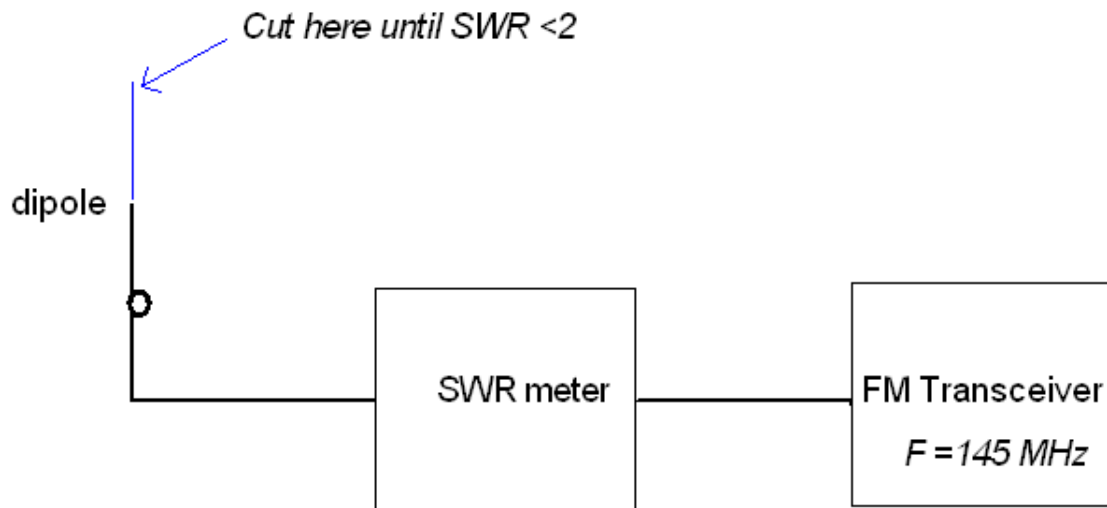 Cut here until SWR <2
dipole
SWR meter
FM Transceiver
F =145 MHz